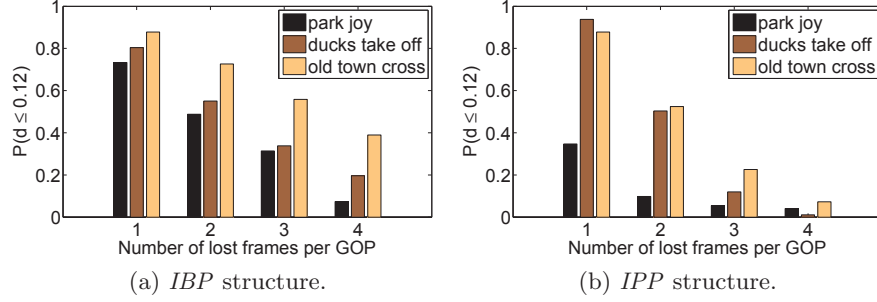 1
0.8
0.6
0.4
0.2
0
P(d ≤ 0.12)
park joy
ducks take off
old town cross
1 2 3 4
Number of lost frames per GOP
(a) IBP structure.
1
0.8
0.6
0.4
0.2
0
P(d ≤ 0.12)
park joy
ducks take off
old town cross
1 2 3 4
Number of lost frames per GOP
(b) IPP structure.